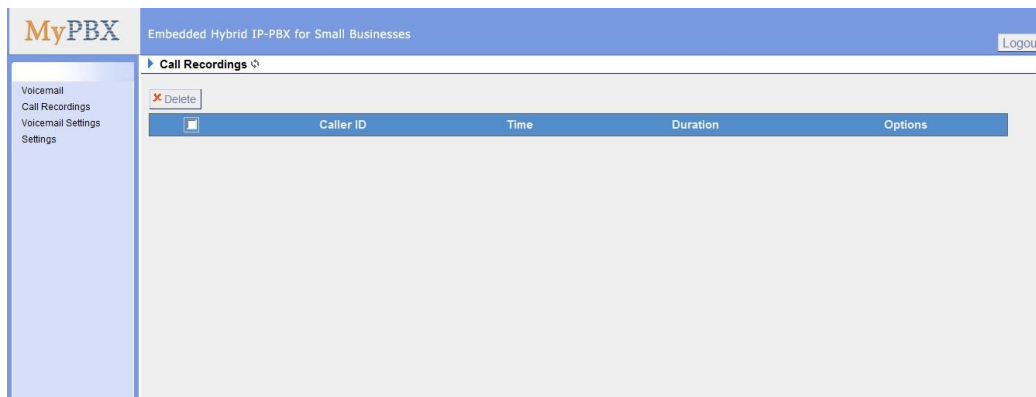 MyPBX
Embedded Hybrid IP-PBX for Small Businesses
Logou
Call Recordings
Voicemail
Call Recordings
Voicemail Settings
Settings
Delete
Caller ID Time Duration Options